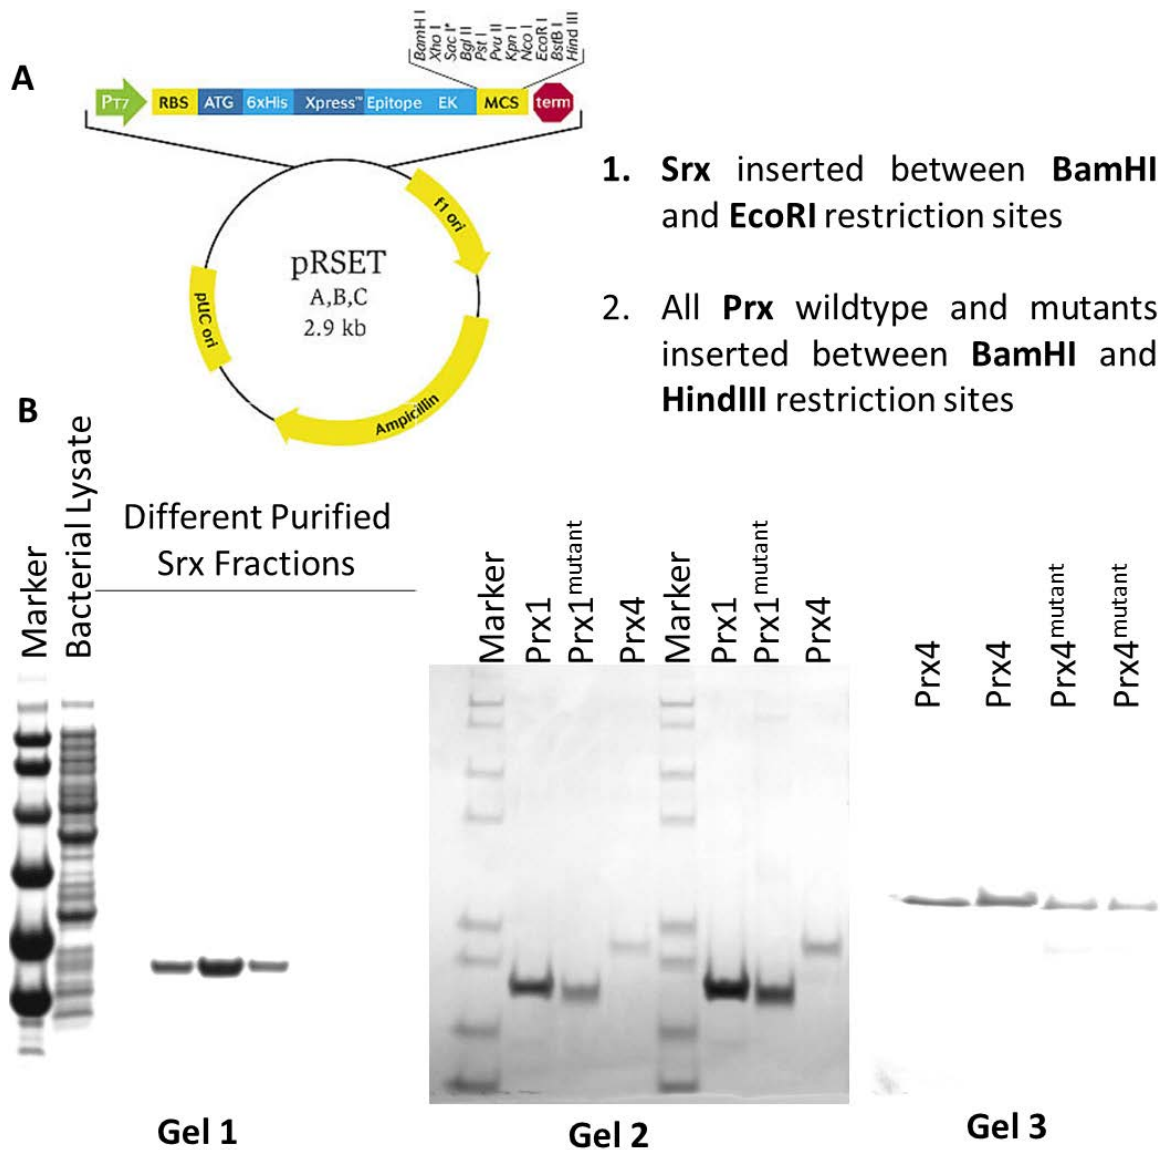 A
BamH I
Xho I
Sac I*
Bgl II
Pst I
Pvu II
Kpn I
Nco I
EcoR I
BstB I
Hind III
PT7 RBS ATG 6xHis Xpress™ Epitope EK MCS term
f1 ori
pRSET
A,B,C
2.9 kb
pUC ori
Ampicillin
1. Srx inserted between BamHI
and EcoRI restriction sites
2. All Prx wildtype and mutants
inserted between BamHI and
HindIII restriction sites
B
Marker
Bacterial Lysate
Different Purified
Srx Fractions
Marker
Prx1
Prx1mutant
Prx4
Marker
Prx1
Prx1mutant
Prx4
Prx4
Prx4
Prx4mutant
Prx4mutant
Gel 1
Gel 2
Gel 3